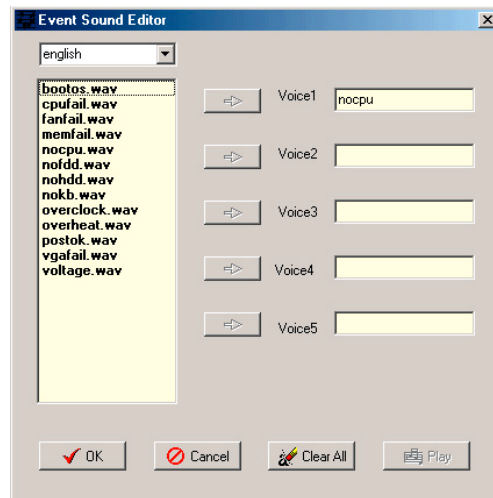 Event Sound Editor
english
bootos.wav
cpufail.wav
fanfail.wav
memfail.wav
nocpu.wav
nofdd.wav
nohdd.wav
nokb.wav
overclock.wav
overheat.wav
postok.wav
vgafail.wav
voltage.wav
Voice1 nocpu
Voice2
Voice3
Voice4
Voice5
OK Cancel Clear All Play